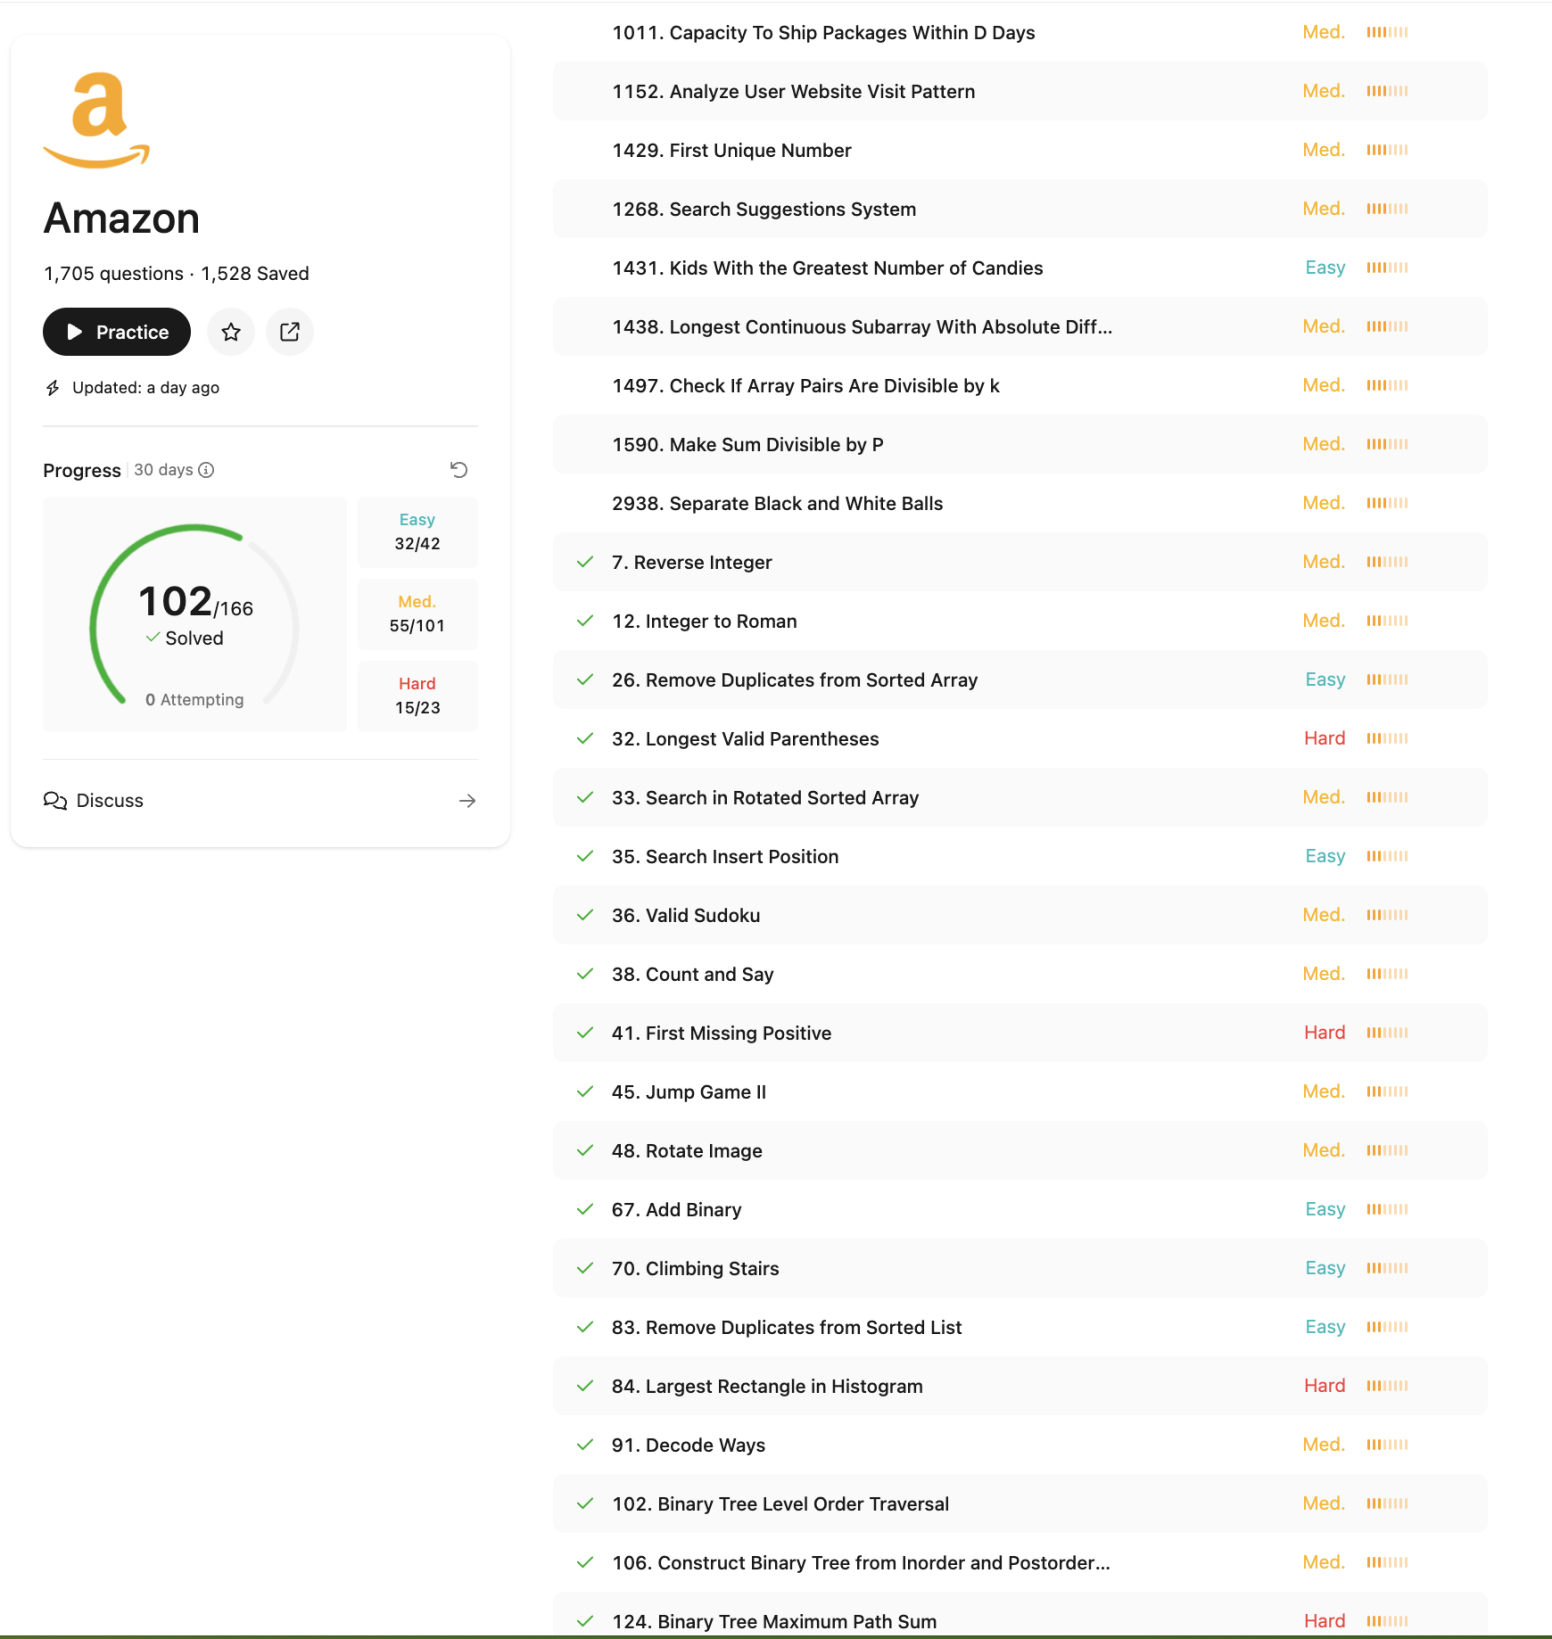 Amazon
1,705 questions · 1,528 Saved
Practice
Updated: a day ago
Progress 30 days
102/166
Solved
0 Attempting
Easy
32/42
Med.
55/101
Hard
15/23
Discuss
1011. Capacity To Ship Packages Within D Days Med.
1152. Analyze User Website Visit Pattern Med.
1429. First Unique Number Med.
1268. Search Suggestions System Med.
1431. Kids With the Greatest Number of Candies Easy
1438. Longest Continuous Subarray With Absolute Diff... Med.
1497. Check If Array Pairs Are Divisible by k Med.
1590. Make Sum Divisible by P Med.
2938. Separate Black and White Balls Med.
7. Reverse Integer Med.
12. Integer to Roman Med.
26. Remove Duplicates from Sorted Array Easy
32. Longest Valid Parentheses Hard
33. Search in Rotated Sorted Array Med.
35. Search Insert Position Easy
36. Valid Sudoku Med.
38. Count and Say Med.
41. First Missing Positive Hard
45. Jump Game II Med.
48. Rotate Image Med.
67. Add Binary Easy
70. Climbing Stairs Easy
83. Remove Duplicates from Sorted List Easy
84. Largest Rectangle in Histogram Hard
91. Decode Ways Med.
102. Binary Tree Level Order Traversal Med.
106. Construct Binary Tree from Inorder and Postorder... Med.
124. Binary Tree Maximum Path Sum Hard